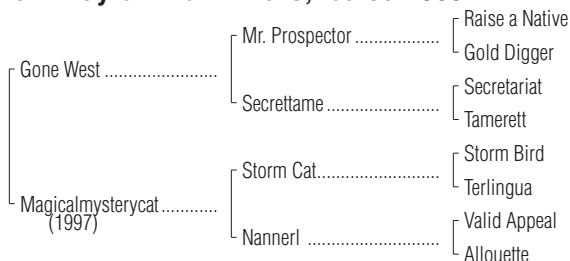 Raise a Native
Mr. Prospector ...................
Gold Digger
Gone West .........................
Secretariat
Secrettame .........................
Tamerett
Storm Bird
Storm Cat...........................
Terlingua
Magicalmysterycat ............
(1997)
Valid Appeal
Nannerl .............................
Allouette